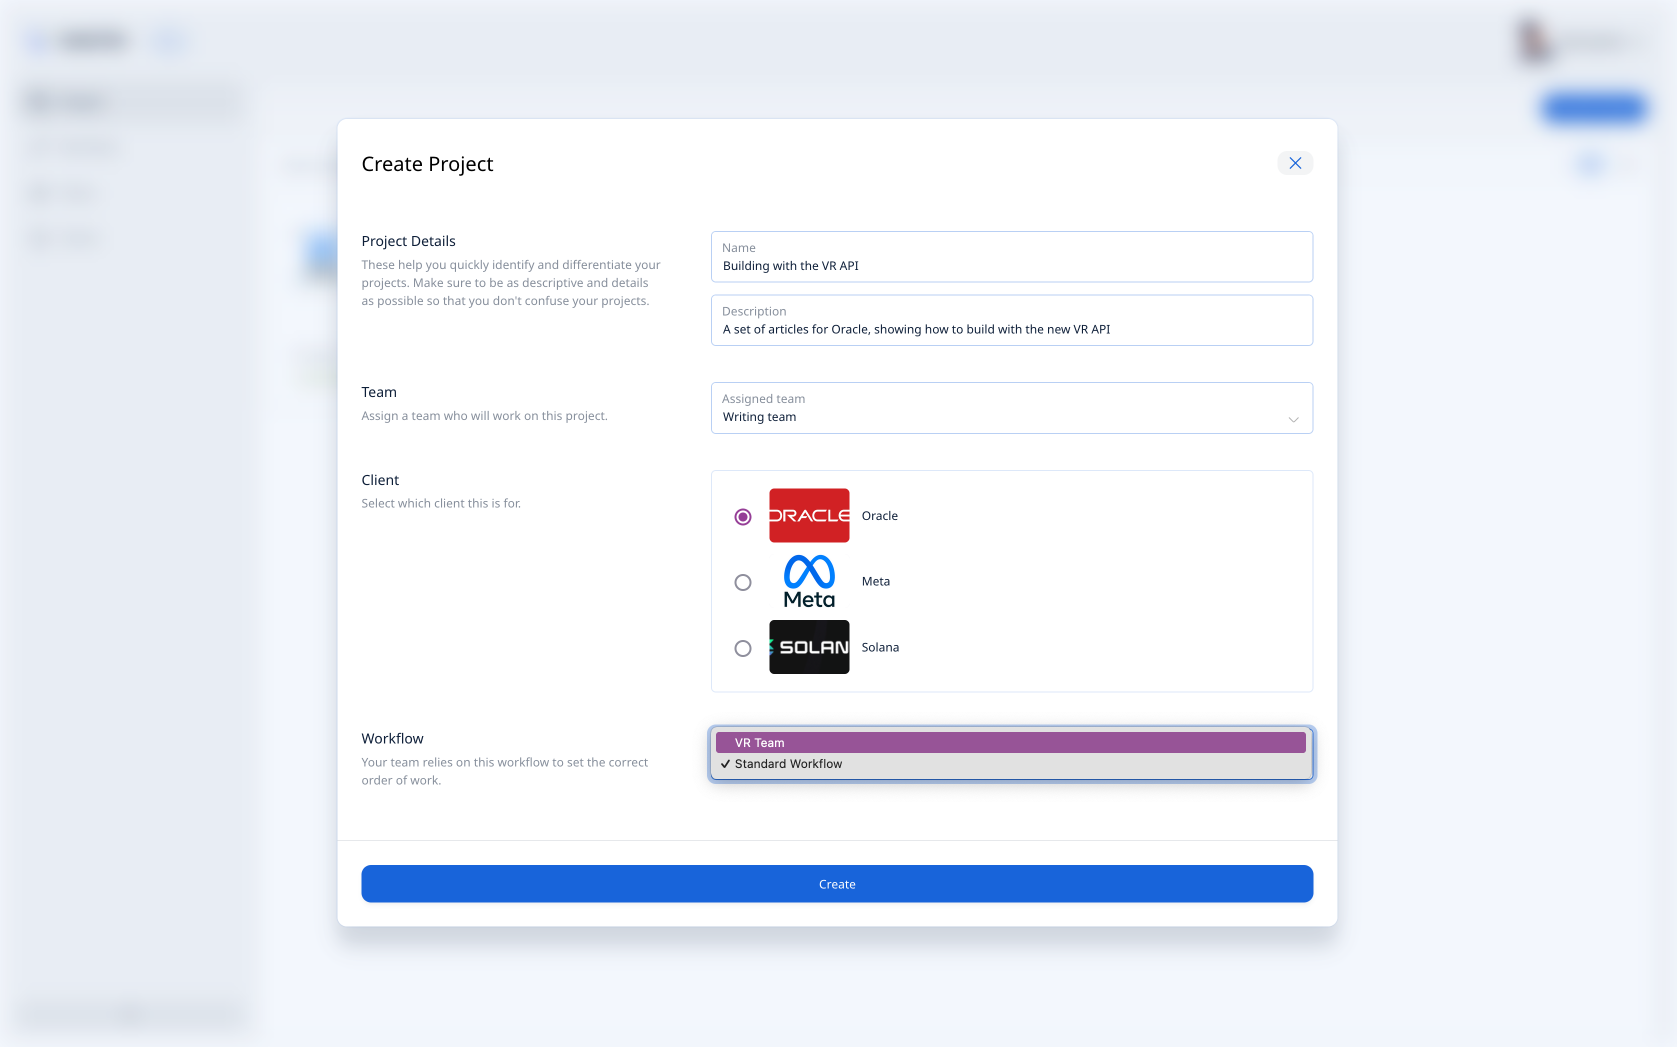 Create Project
Project Details
These help you quickly identify and differentiate your
projects. Make sure to be as descriptive and details
as possible so that you don't confuse your projects.
Name
Building with the VR API
Description
A set of articles for Oracle, showing how to build with the new VR API
Team
Assign a team who will work on this project.
Assigned team
Writing team
Client
Select which client this is for.
ORACLE
Oracle
Meta
Meta
SOLAN
Solana
Workflow
Your team relies on this workflow to set the correct
order of work.
VR Team
✓ Standard Workflow
Create